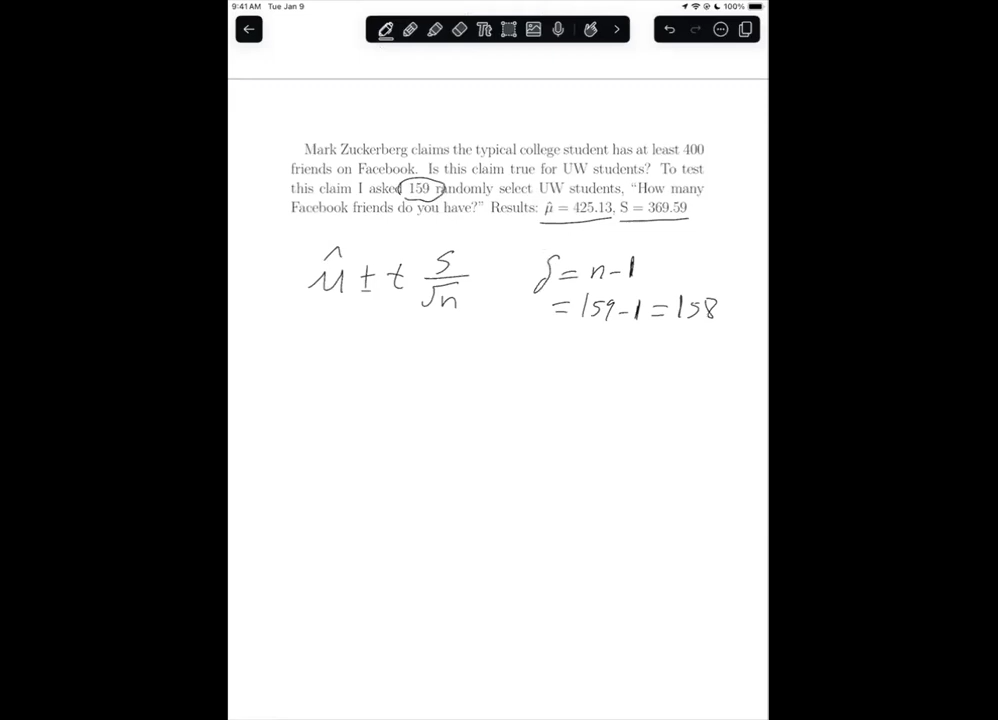 9:41 AM Tue Jan 9 100%
Tt
Mark Zuckerberg claims the typical college student has at least 400
friends on Facebook. Is this claim true for UW students? To test
this claim I asked 159 randomly select UW students, “How many
Facebook friends do you have?” Results: μ̂ = 425.13, S = 369.59
μ̂ ± t S/√n
δ = n-1
= 159-1 = 158